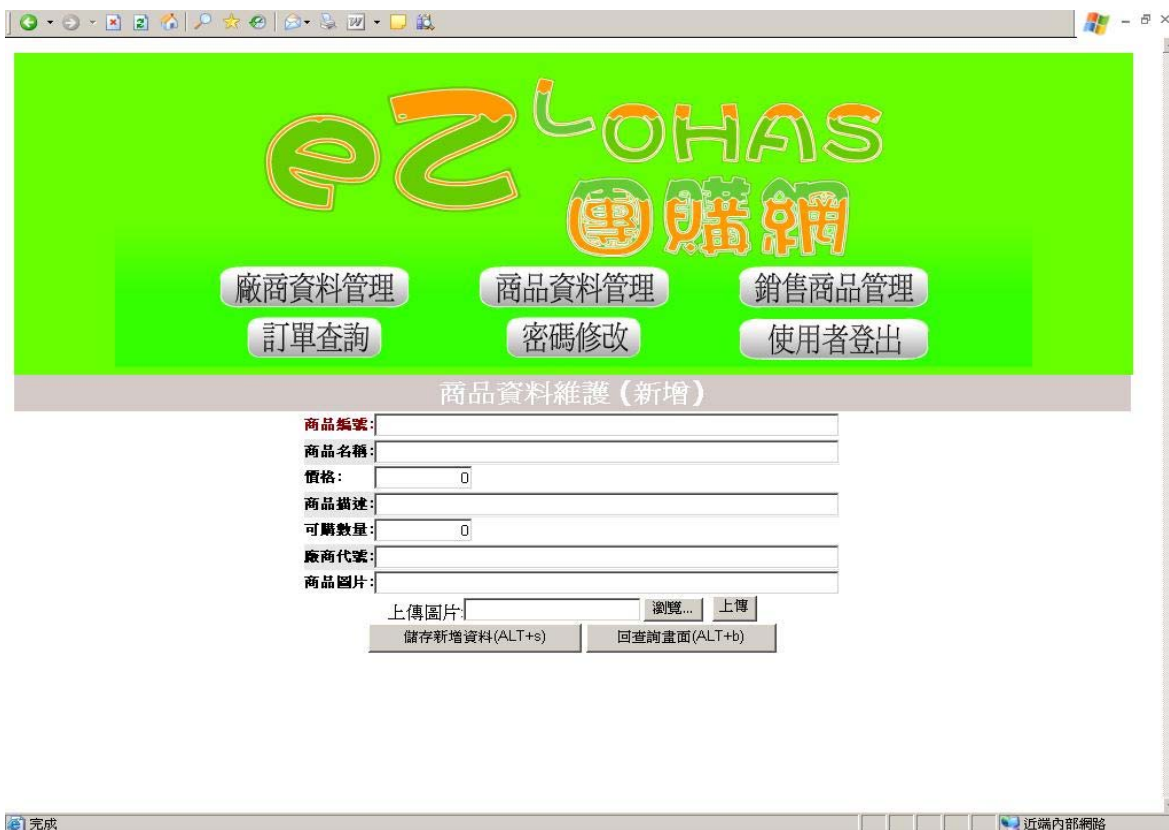 eZ LOHAS
團購網
廠商資料管理 商品資料管理 銷售商品管理
訂單查詢 密碼修改 使用者登出
商品資料維護 (新增)
商品編號:
商品名稱:
價格: 0
商品描述:
可購數量: 0
廠商代號:
商品圖片:
上傳圖片: 瀏覽... 上傳
儲存新增資料(ALT+s) 回查詢畫面(ALT+b)
完成 近端內部網路